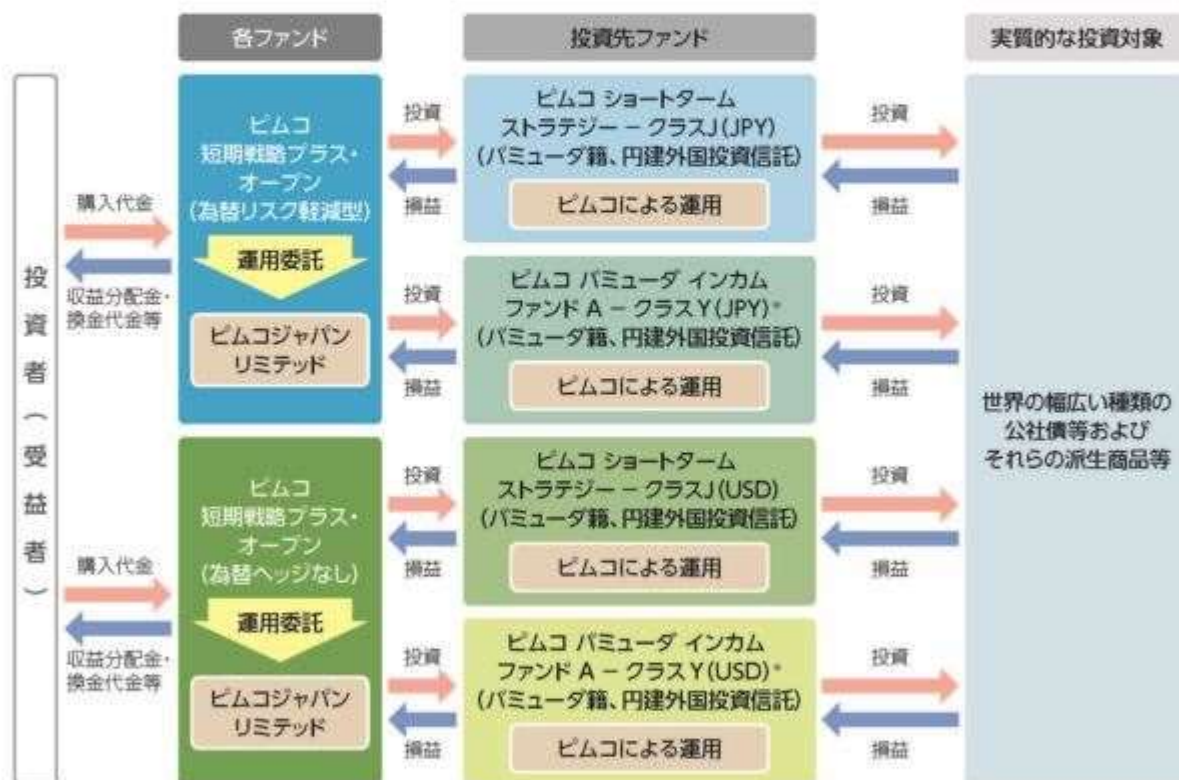 各ファンド
投資先ファンド
実質的な投資対象
投資者(受益者)
購入代金
収益分配金・
換金代金等
ピムコ
短期戦略プラス・
オープン
(為替リスク軽減型)
運用委託
ピムコジャパン
リミテッド
投資
損益
ピムコ ショートターム
ストラテジー − クラスJ(JPY)
(バミューダ籍、円建外国投資信託)
ピムコによる運用
投資
損益
投資
損益
ピムコ バミューダ インカム
ファンド A − クラスY(JPY)*
(バミューダ籍、円建外国投資信託)
ピムコによる運用
投資
損益
購入代金
収益分配金・
換金代金等
ピムコ
短期戦略プラス・
オープン
(為替ヘッジなし)
運用委託
ピムコジャパン
リミテッド
投資
損益
ピムコ ショートターム
ストラテジー − クラスJ(USD)
(バミューダ籍、円建外国投資信託)
ピムコによる運用
投資
損益
投資
損益
ピムコ バミューダ インカム
ファンド A − クラスY(USD)*
(バミューダ籍、円建外国投資信託)
ピムコによる運用
投資
損益
世界の幅広い種類の
公社債等および
それらの派生商品等